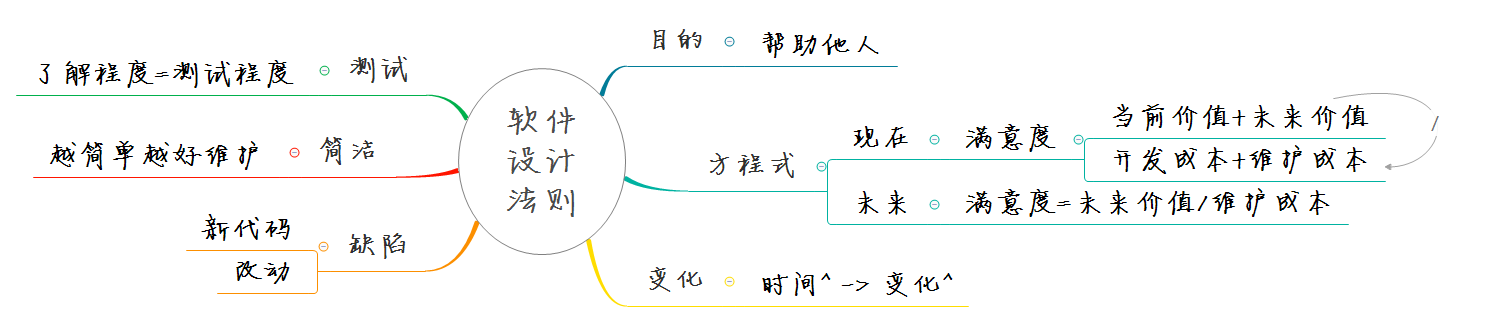 软件
设计
法则
目的
帮助他人
方程式
现在
满意度
当前价值+未来价值
/
开发成本+维护成本
未来
满意度=未来价值/维护成本
变化
时间^ -> 变化^
测试
了解程度=测试程度
简洁
越简单越好维护
缺陷
新代码
改动